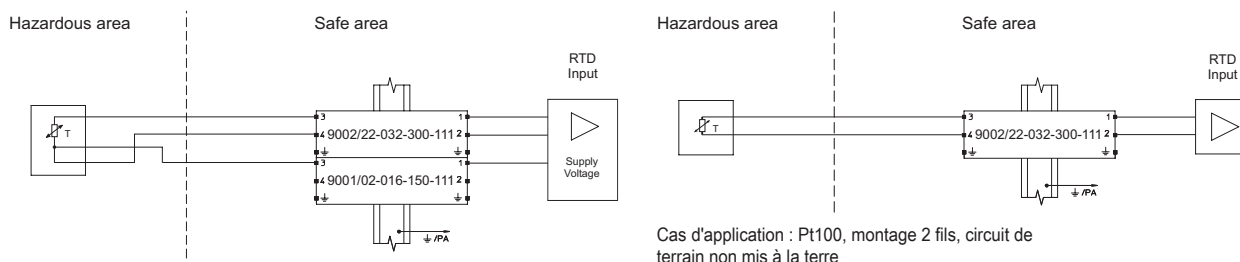 Hazardous area
Safe area
RTD
Input
T
3
1
4 9002/22-032-300-111 2
3
1
4 9001/02-016-150-111 2
Supply
Voltage
/PA
Hazardous area
Safe area
RTD
Input
T
3
1
4 9002/22-032-300-111 2
/PA
Cas d'application : Pt100, montage 2 fils, circuit de
terrain non mis à la terre